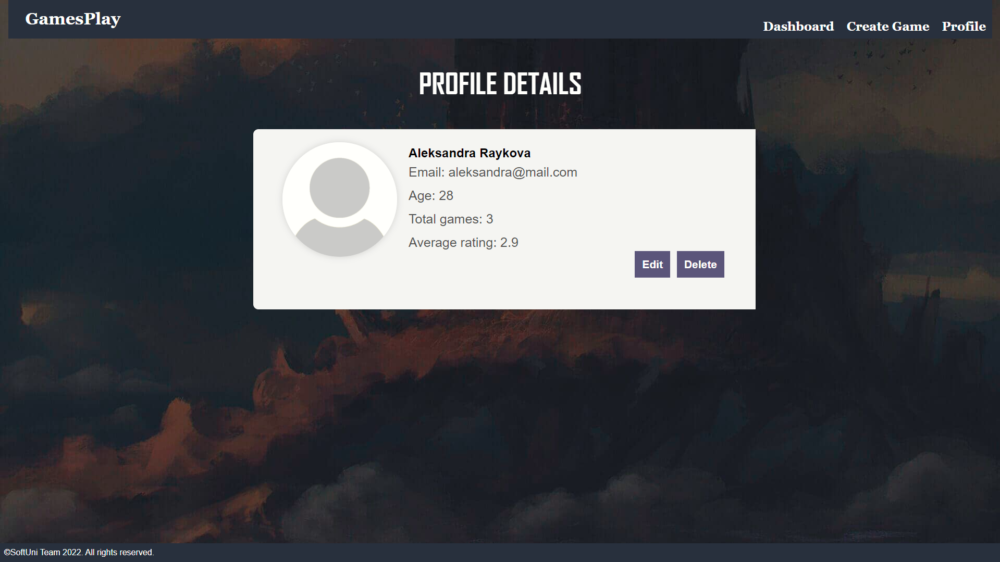 GamesPlay
Dashboard Create Game Profile
PROFILE DETAILS
Aleksandra Raykova
Email: aleksandra@mail.com
Age: 28
Total games: 3
Average rating: 2.9
Edit Delete
©SoftUni Team 2022. All rights reserved.